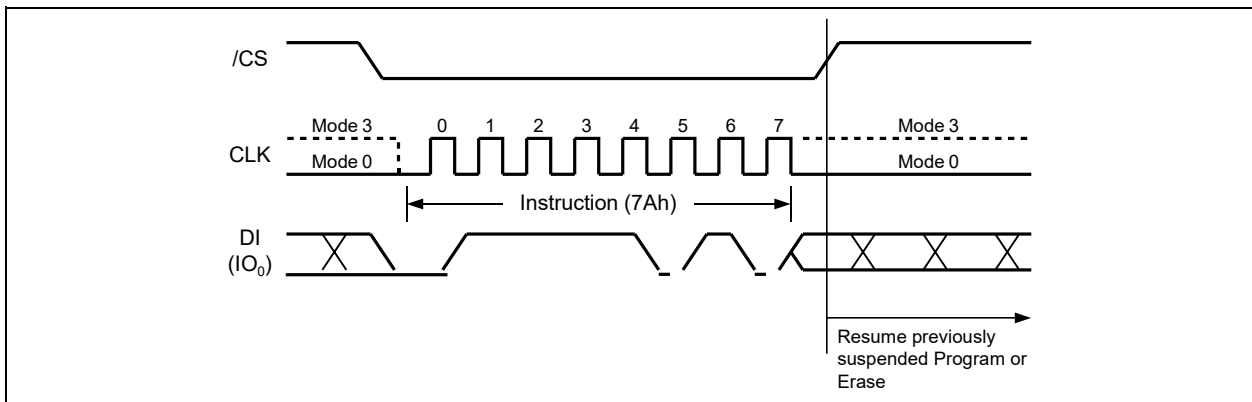 /CS
Mode 3
0 1 2 3 4 5 6 7
Mode 3
CLK
Mode 0
Mode 0
Instruction (7Ah)
DI
(IO0)
Resume previously
suspended Program or
Erase